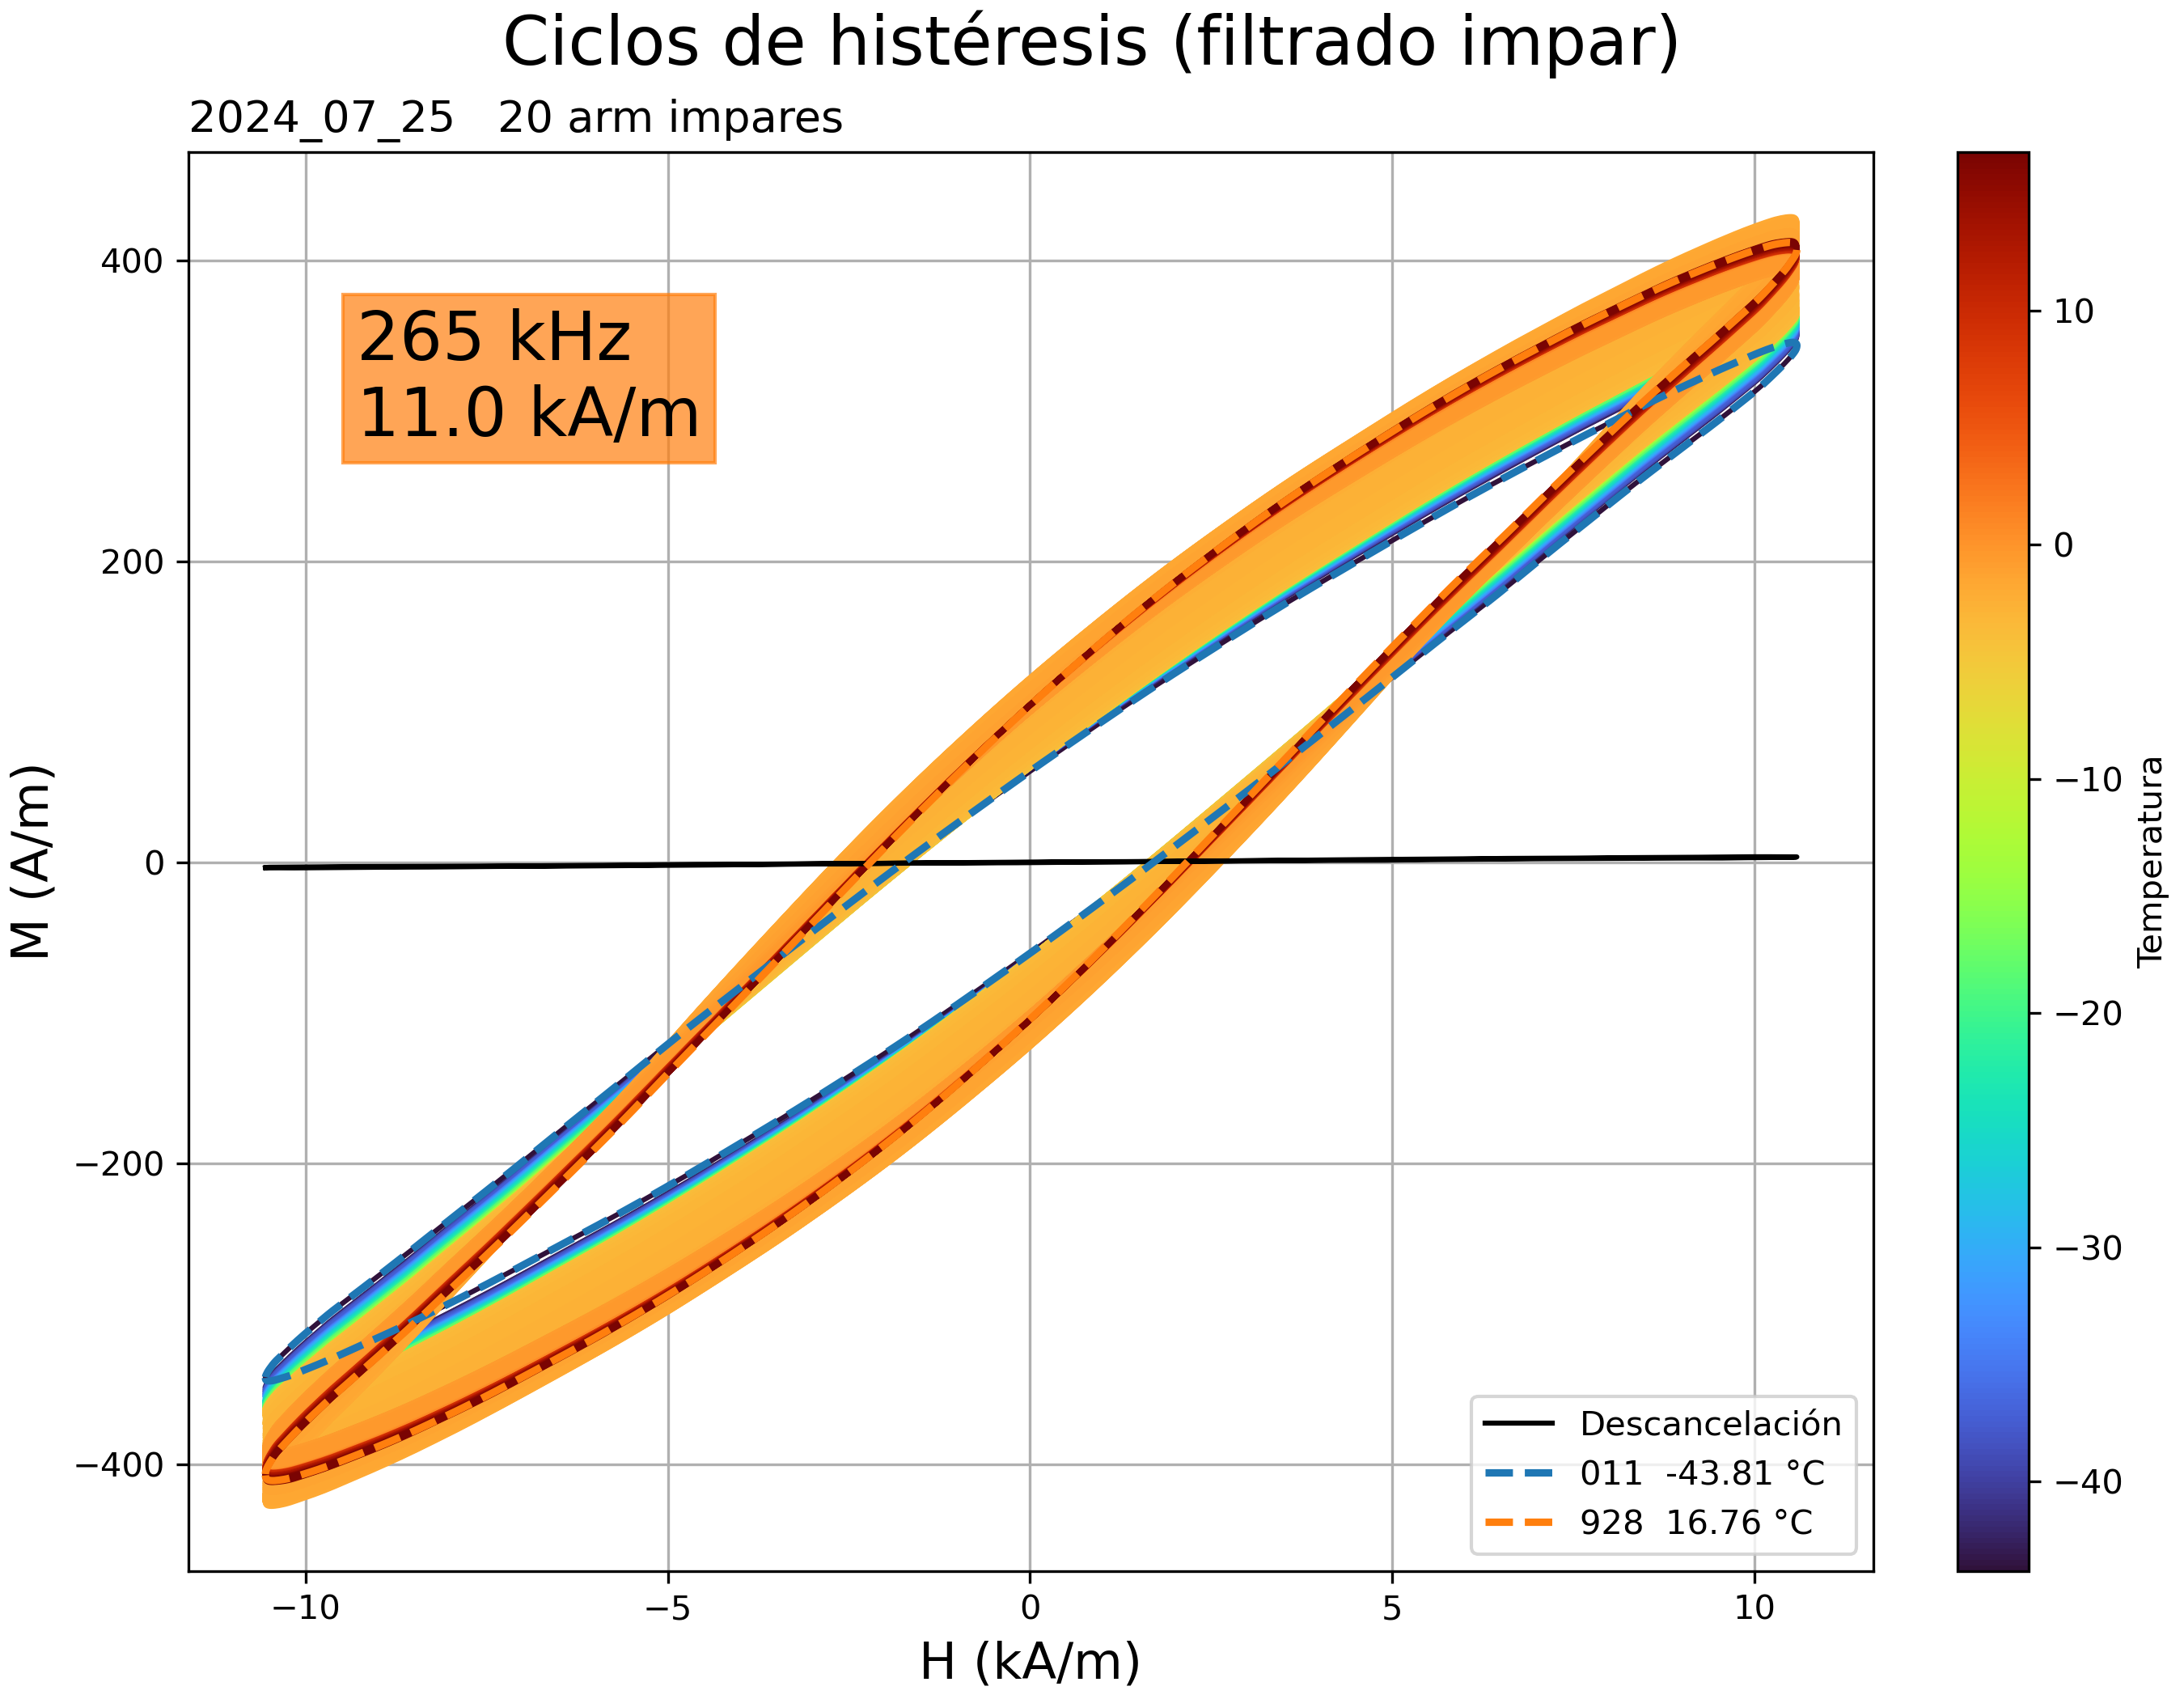 Ciclos de histéresis (filtrado impar)
2024_07_25   20 arm impares
265 kHz
11.0 kA/m
400
200
0
−200
−400
M (A/m)
−10
−5
0
5
10
H (kA/m)
Descancelación
011  -43.81 °C
928  16.76 °C
10
0
−10
−20
−30
−40
Temperatura